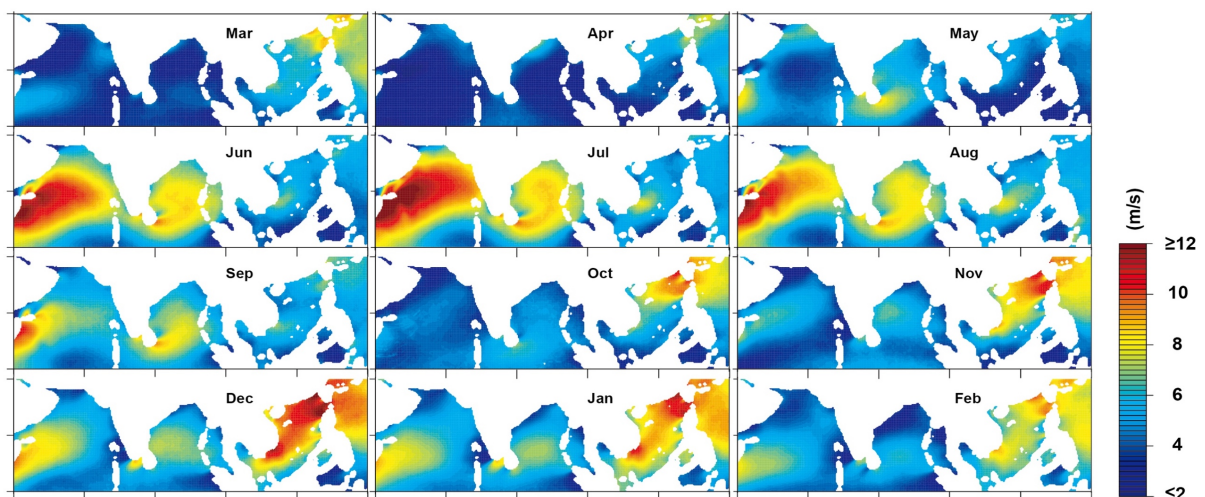 Mar
Apr
May
Jun
Jul
Aug
Sep
Oct
Nov
Dec
Jan
Feb
(m/s)
≥12
10
8
6
4
≤2